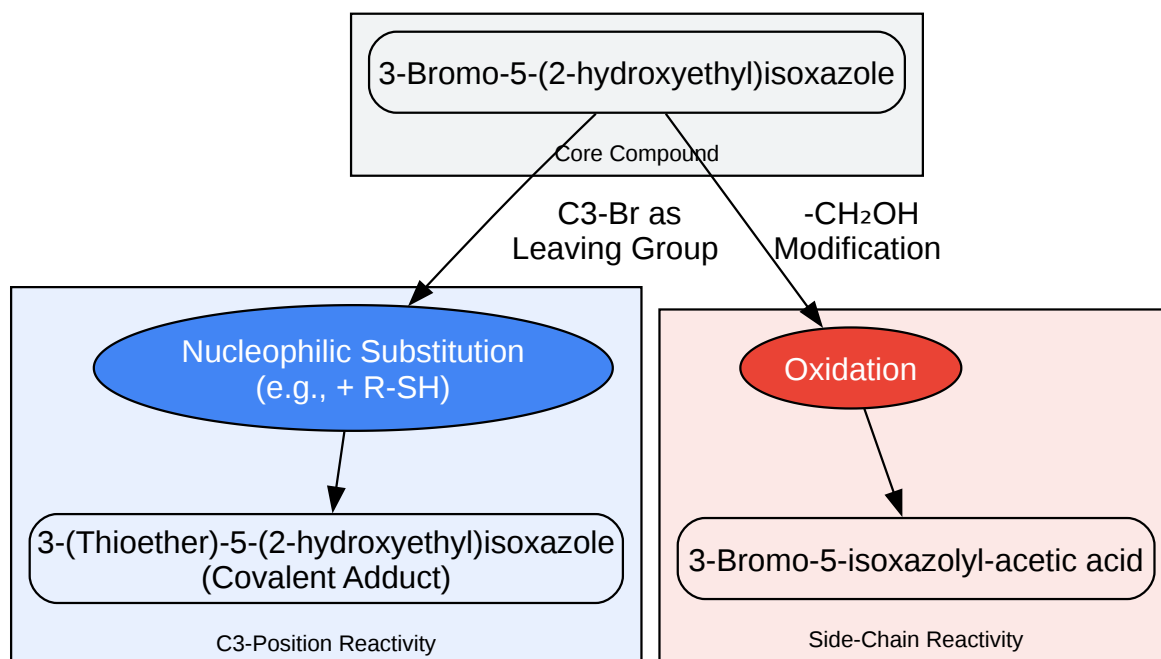 3-Bromo-5-(2-hydroxyethyl)isoxazole
Core Compound
C3-Br as
Leaving Group
-CH₂OH
Modification
Nucleophilic Substitution
(e.g., + R-SH)
Oxidation
3-(Thioether)-5-(2-hydroxyethyl)isoxazole
(Covalent Adduct)
3-Bromo-5-isoxazolyl-acetic acid
C3-Position Reactivity
Side-Chain Reactivity